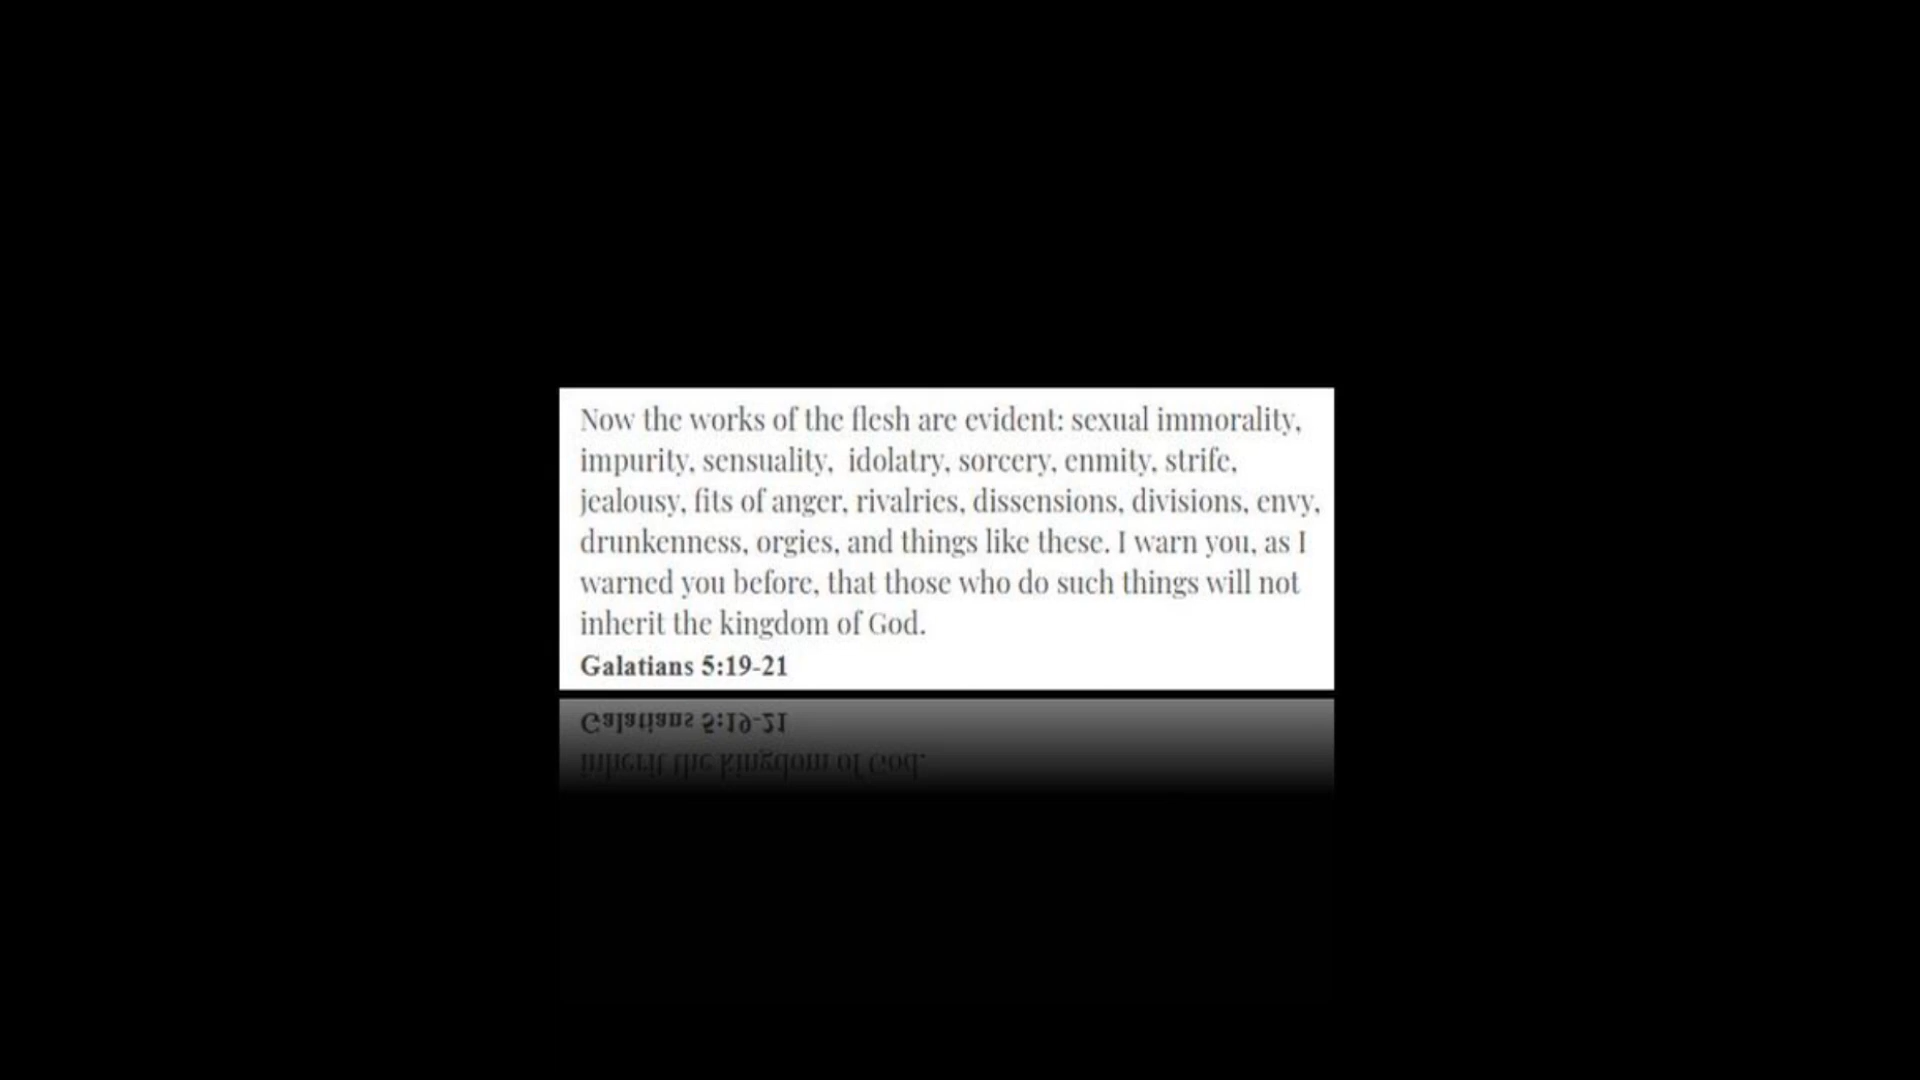 Now the works of the flesh are evident: sexual immorality,
impurity, sensuality, idolatry, sorcery, enmity, strife,
jealousy, fits of anger, rivalries, dissensions, divisions, envy,
drunkenness, orgies, and things like these. I warn you, as I
warned you before, that those who do such things will not
inherit the kingdom of God.
Galatians 5:19-21